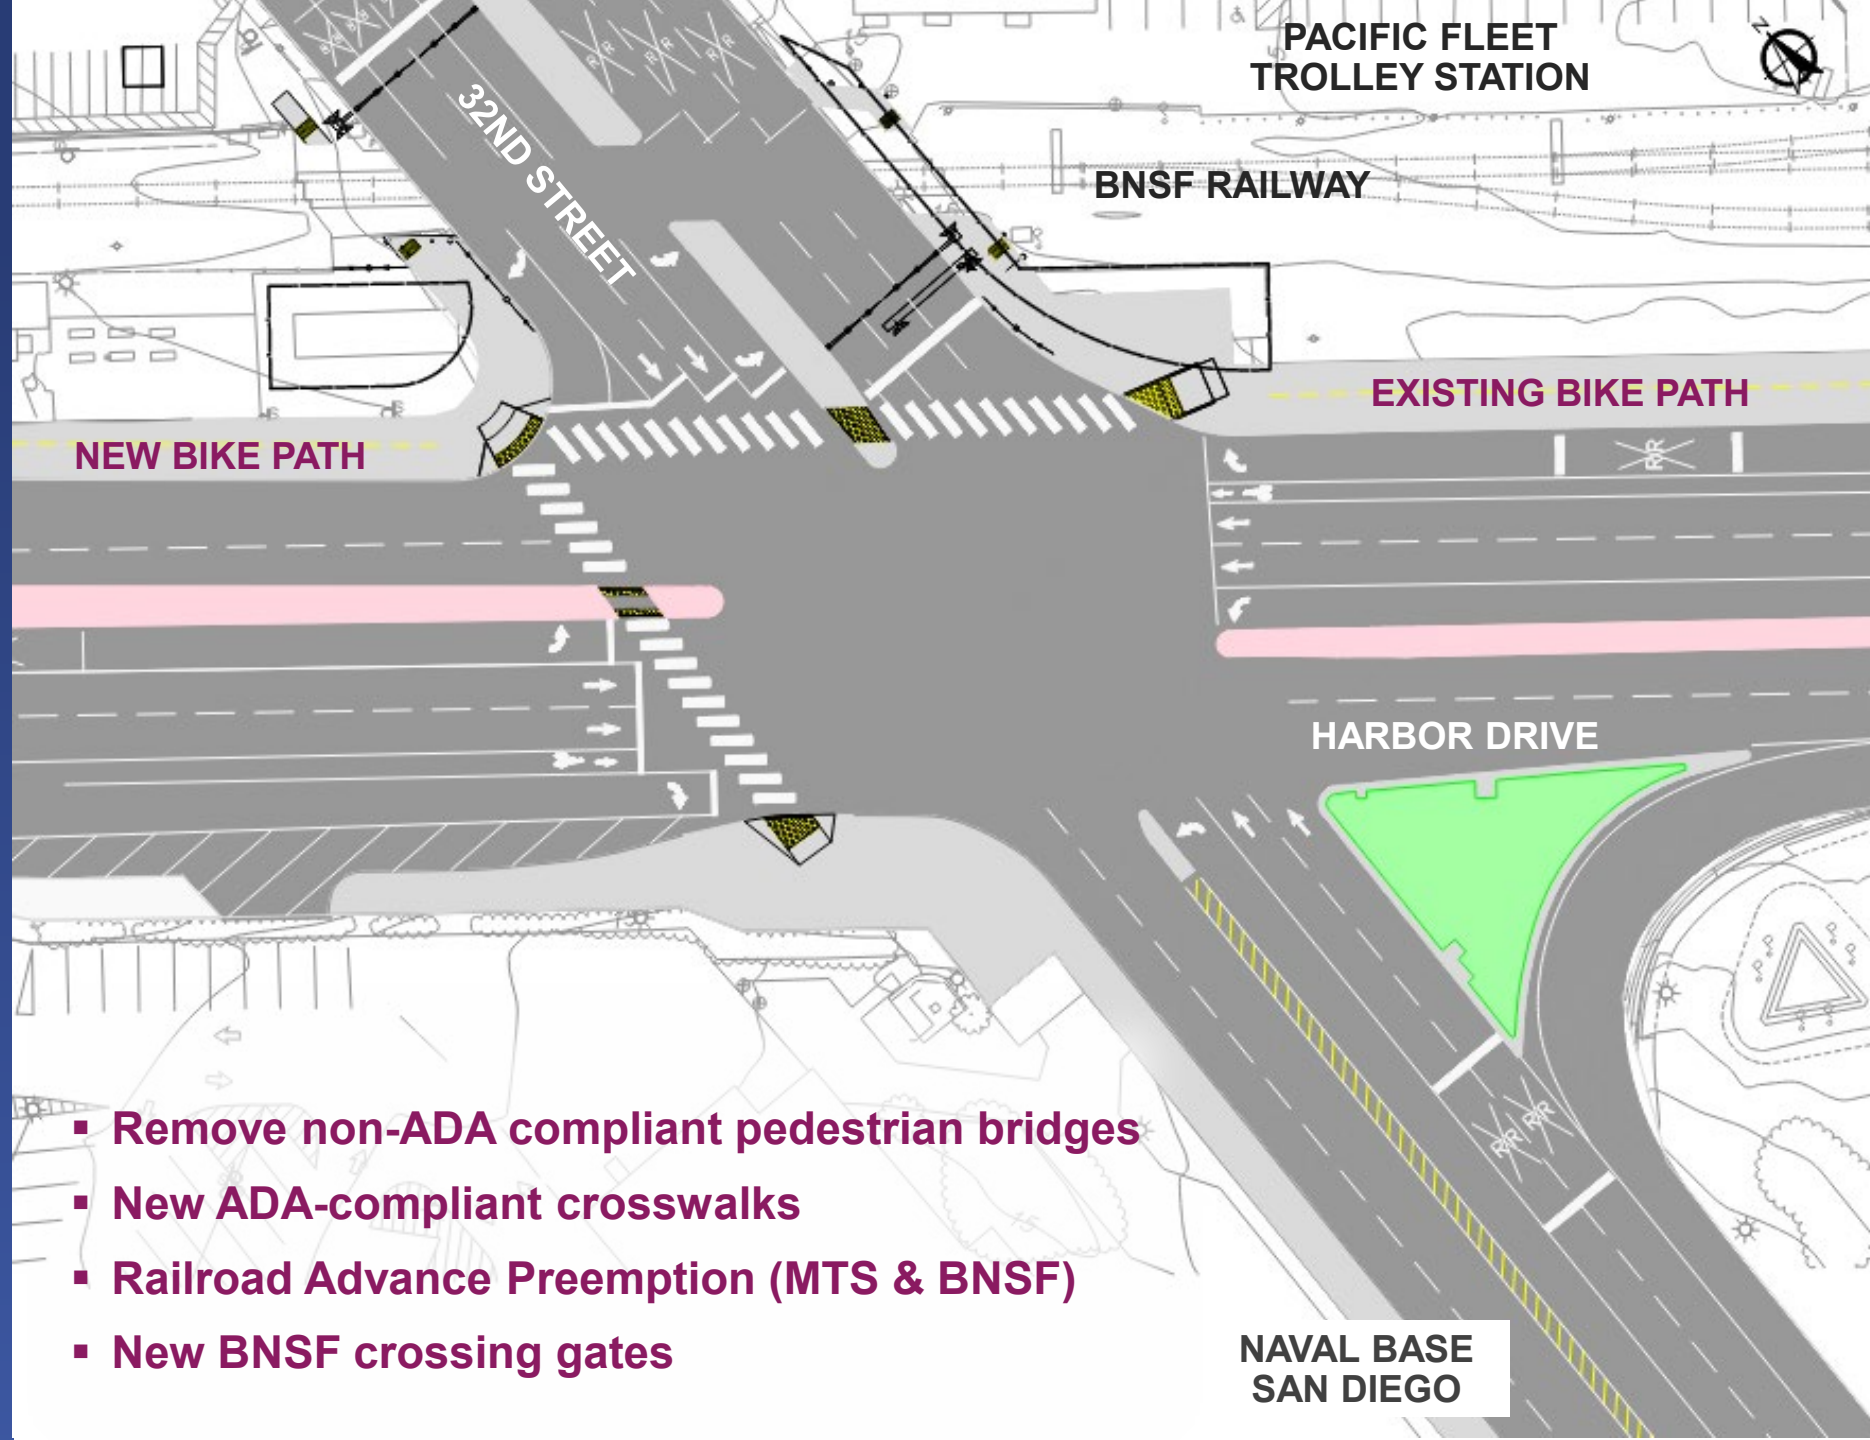 PACIFIC FLEET
TROLLEY STATION
Z
32ND STREET
BNSF RAILWAY
EXISTING BIKE PATH
NEW BIKE PATH
R R
HARBOR DRIVE
R R
R R
▪ Remove non-ADA compliant pedestrian bridges
▪ New ADA-compliant crosswalks
▪ Railroad Advance Preemption (MTS & BNSF)
▪ New BNSF crossing gates
15
NAVAL BASE
SAN DIEGO